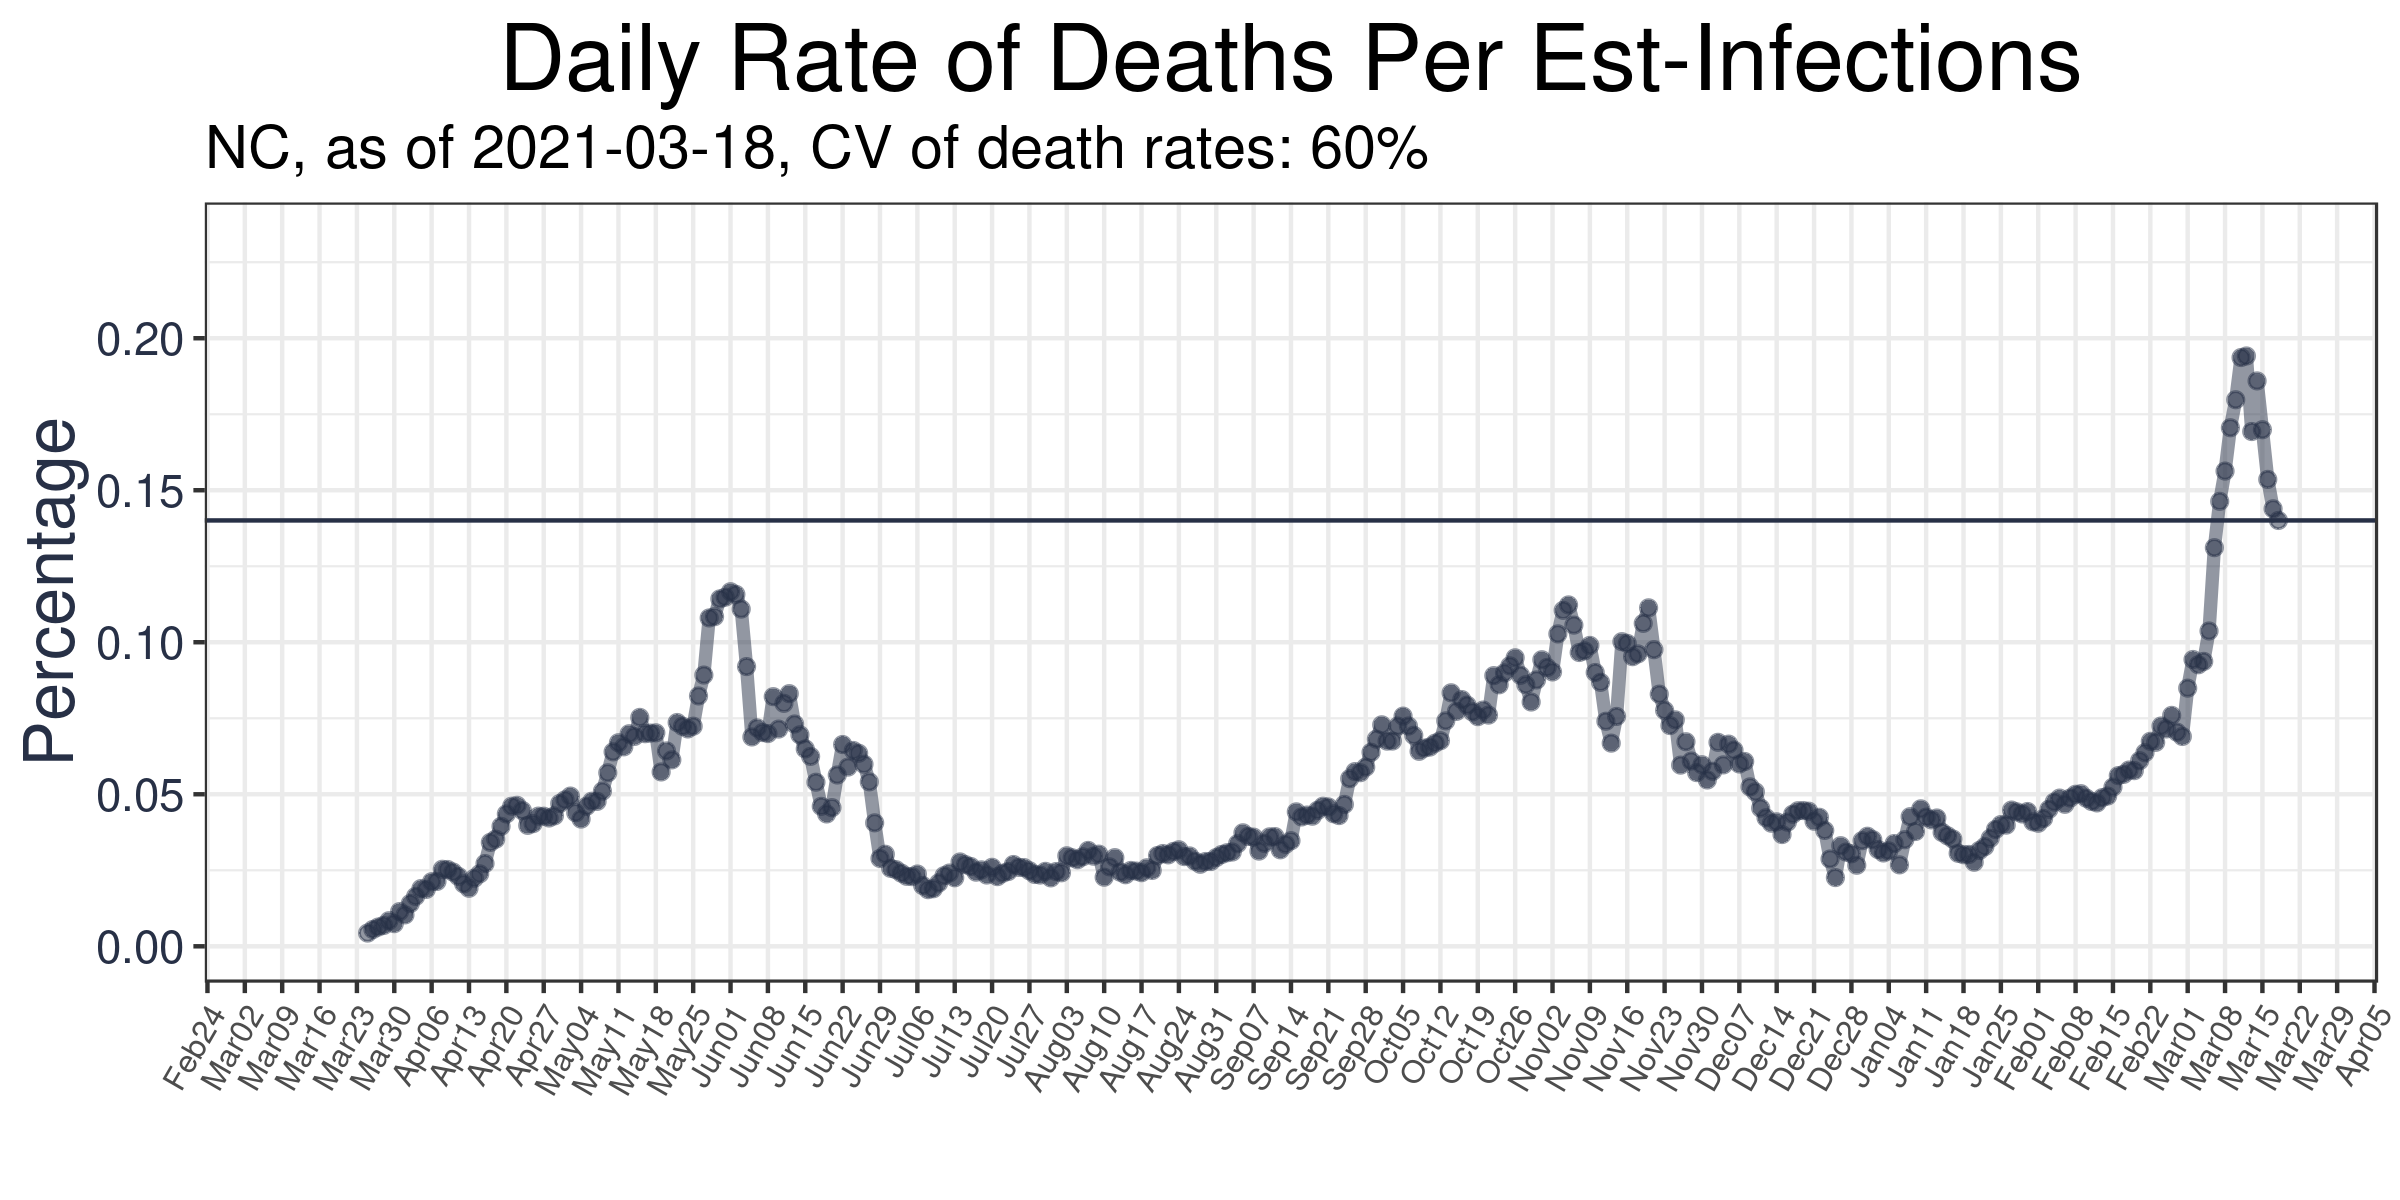 Daily Rate of Deaths Per Est-Infections
NC, as of 2021-03-18, CV of death rates: 60%
Percentage
0.20
0.15
0.10
0.05
0.00
Feb24
Mar02
Mar09
Mar16
Mar23
Mar30
Apr06
Apr13
Apr20
Apr27
May04
May11
May18
May25
Jun01
Jun08
Jun15
Jun22
Jun29
Jul06
Jul13
Jul20
Jul27
Aug03
Aug10
Aug17
Aug24
Aug31
Sep07
Sep14
Sep21
Sep28
Oct05
Oct12
Oct19
Oct26
Nov02
Nov09
Nov16
Nov23
Nov30
Dec07
Dec14
Dec21
Dec28
Jan04
Jan11
Jan18
Jan25
Feb01
Feb08
Feb15
Feb22
Mar01
Mar08
Mar15
Mar22
Mar29
Apr05